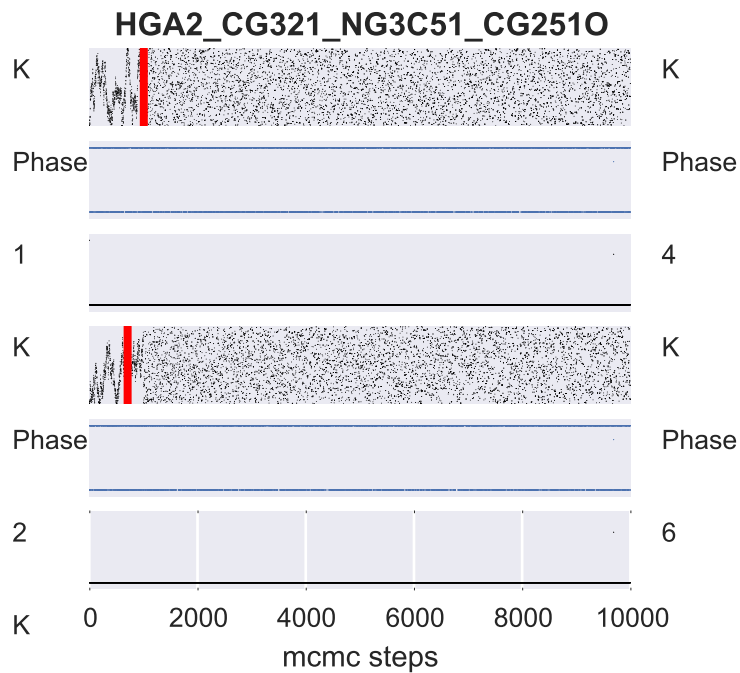 HGA2_CG321_NG3C51_CG251O
K K
Phase Phase
1 4
K K
Phase Phase
2 6
K 0 2000 4000 6000 8000 10000
mcmc steps